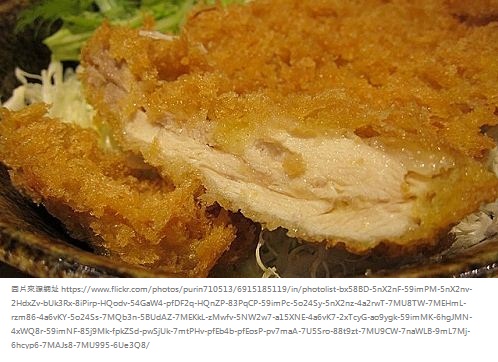 圖片來源網址 https://www.flickr.com/photos/purin710513/6915185119/in/photolist-bx58BD-5nX2nF-59imPM-5nX2nv-
2HdxZv-bUk3Rx-8iPirp-HQodv-54GaW4-pfDF2q-HQnZP-83PqCP-59imPc-5o24Sy-5nX2nz-4a2rwT-7MU8TW-7MEHmL-
rzm86-4a6vKY-5o24Ss-7MQb3n-5BUdAZ-7MEKkL-zMwfv-5NW2w7-a15XNE-4a6vK7-2xTcyG-ao9ygk-59imMK-6hgJMN-
4xWQ8r-59imNF-85j9Mk-fpkZSd-pwSjUk-7mtPHv-pfEb4b-pfEosP-pv7maA-7U5Sro-88t9zt-7MU9CW-7naWLB-9mL7Mj-
6hcyp6-7MAJs8-7MU995-6Ue3Q8/